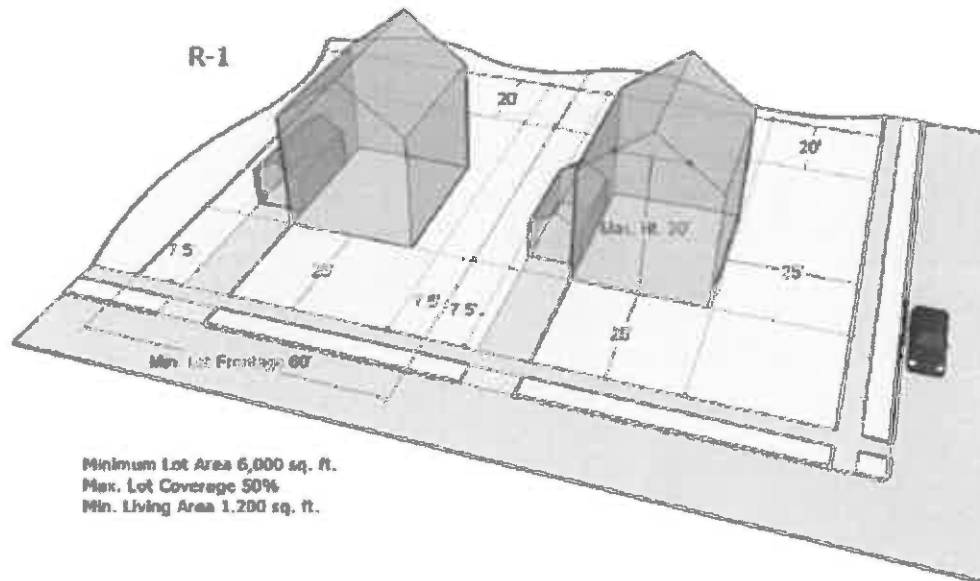 R-1
20'
20'
Max. Ht. 30'
7.5'
25'
25'
7.5'
7.5'
25'
Min. Lot Frontage 60'
Minimum Lot Area 6,000 sq. ft.
Max. Lot Coverage 50%
Min. Living Area 1,200 sq. ft.